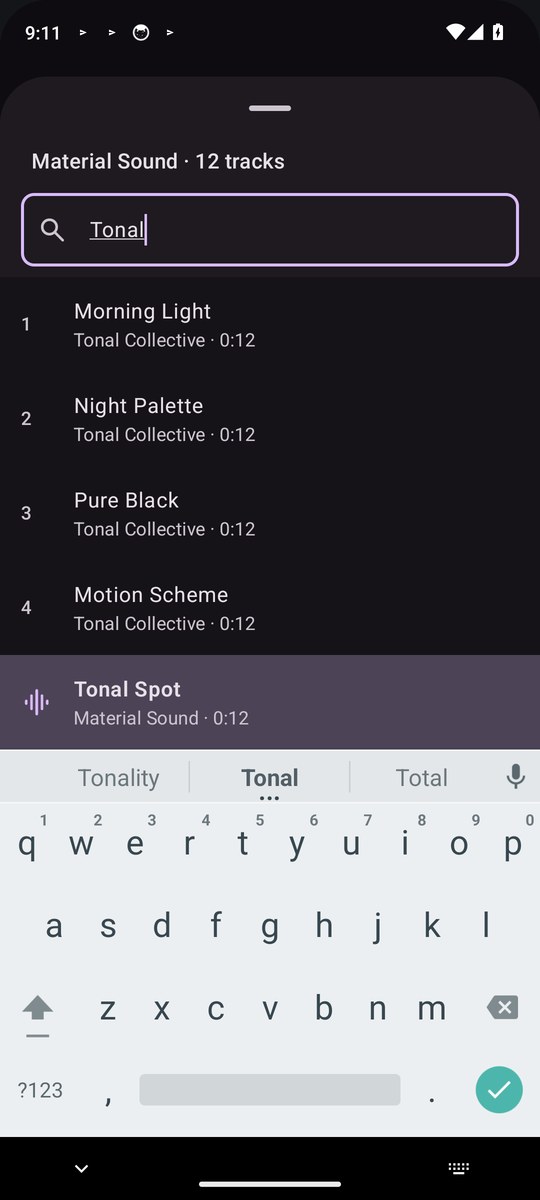 9:11
Material Sound · 12 tracks
Tonal
1
Morning Light
Tonal Collective · 0:12
2
Night Palette
Tonal Collective · 0:12
3
Pure Black
Tonal Collective · 0:12
4
Motion Scheme
Tonal Collective · 0:12
Tonal Spot
Material Sound · 0:12
Tonality Tonal Total
1 2 3 4 5 6 7 8 9 0
q w e r t y u i o p
a s d f g h j k l
z x c v b n m
?123 , .